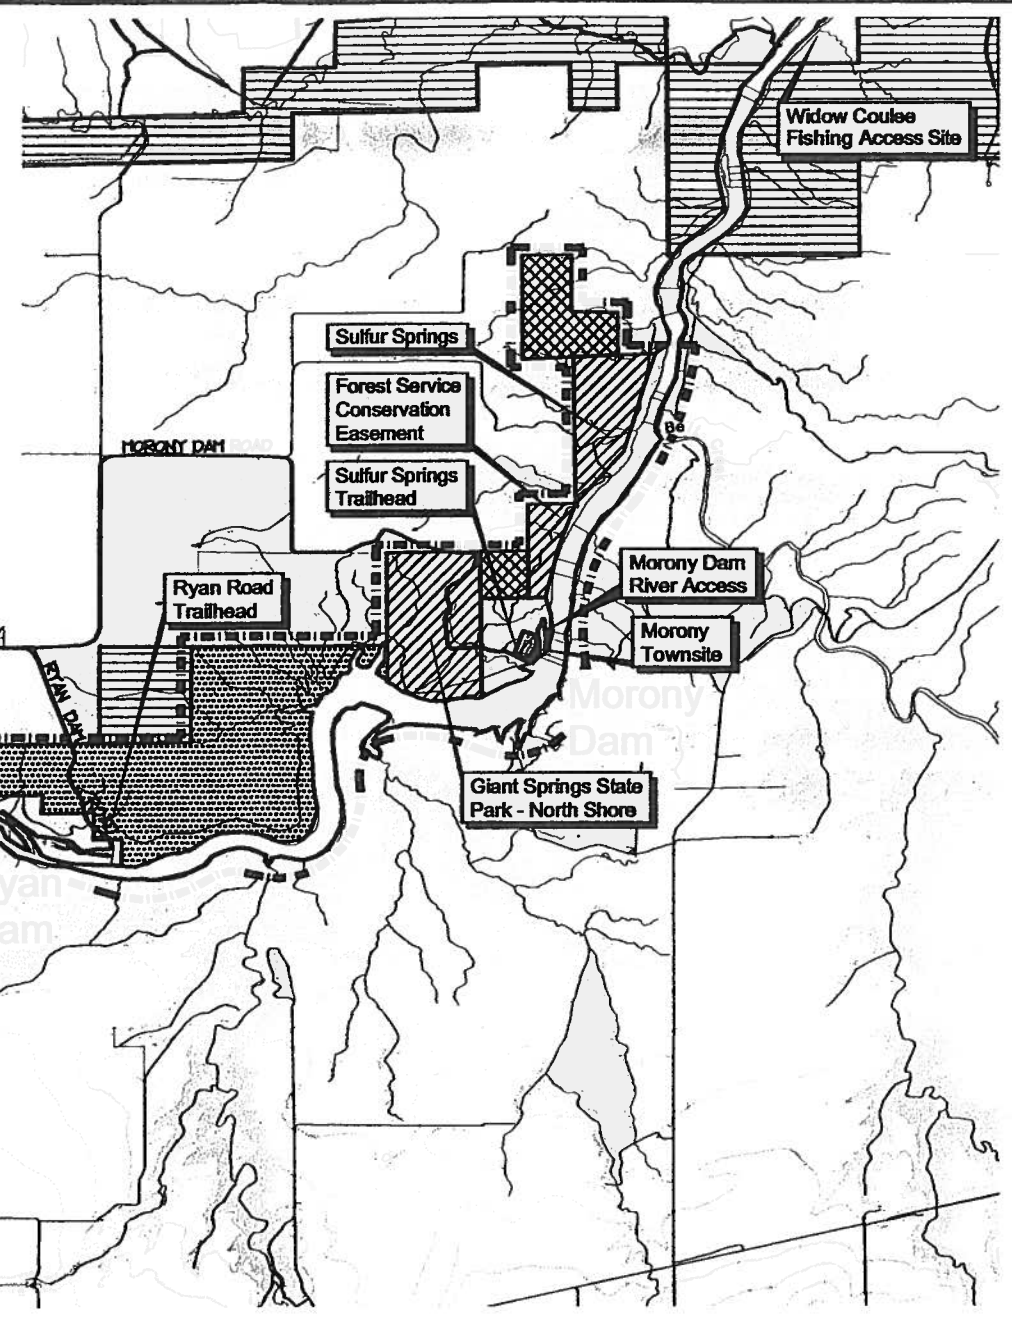 Widow Coulee
Fishing Access Site
Sulfur Springs
Forest Service
Conservation
Easement
MORONY DAM ROAD
Be
Sulfur Springs
Trailhead
Morony Dam
River Access
Ryan Road
Trailhead
Morony
Townsite
RYAN DAM
Morony
Dam
Giant Springs State
Park - North Shore
yan
am